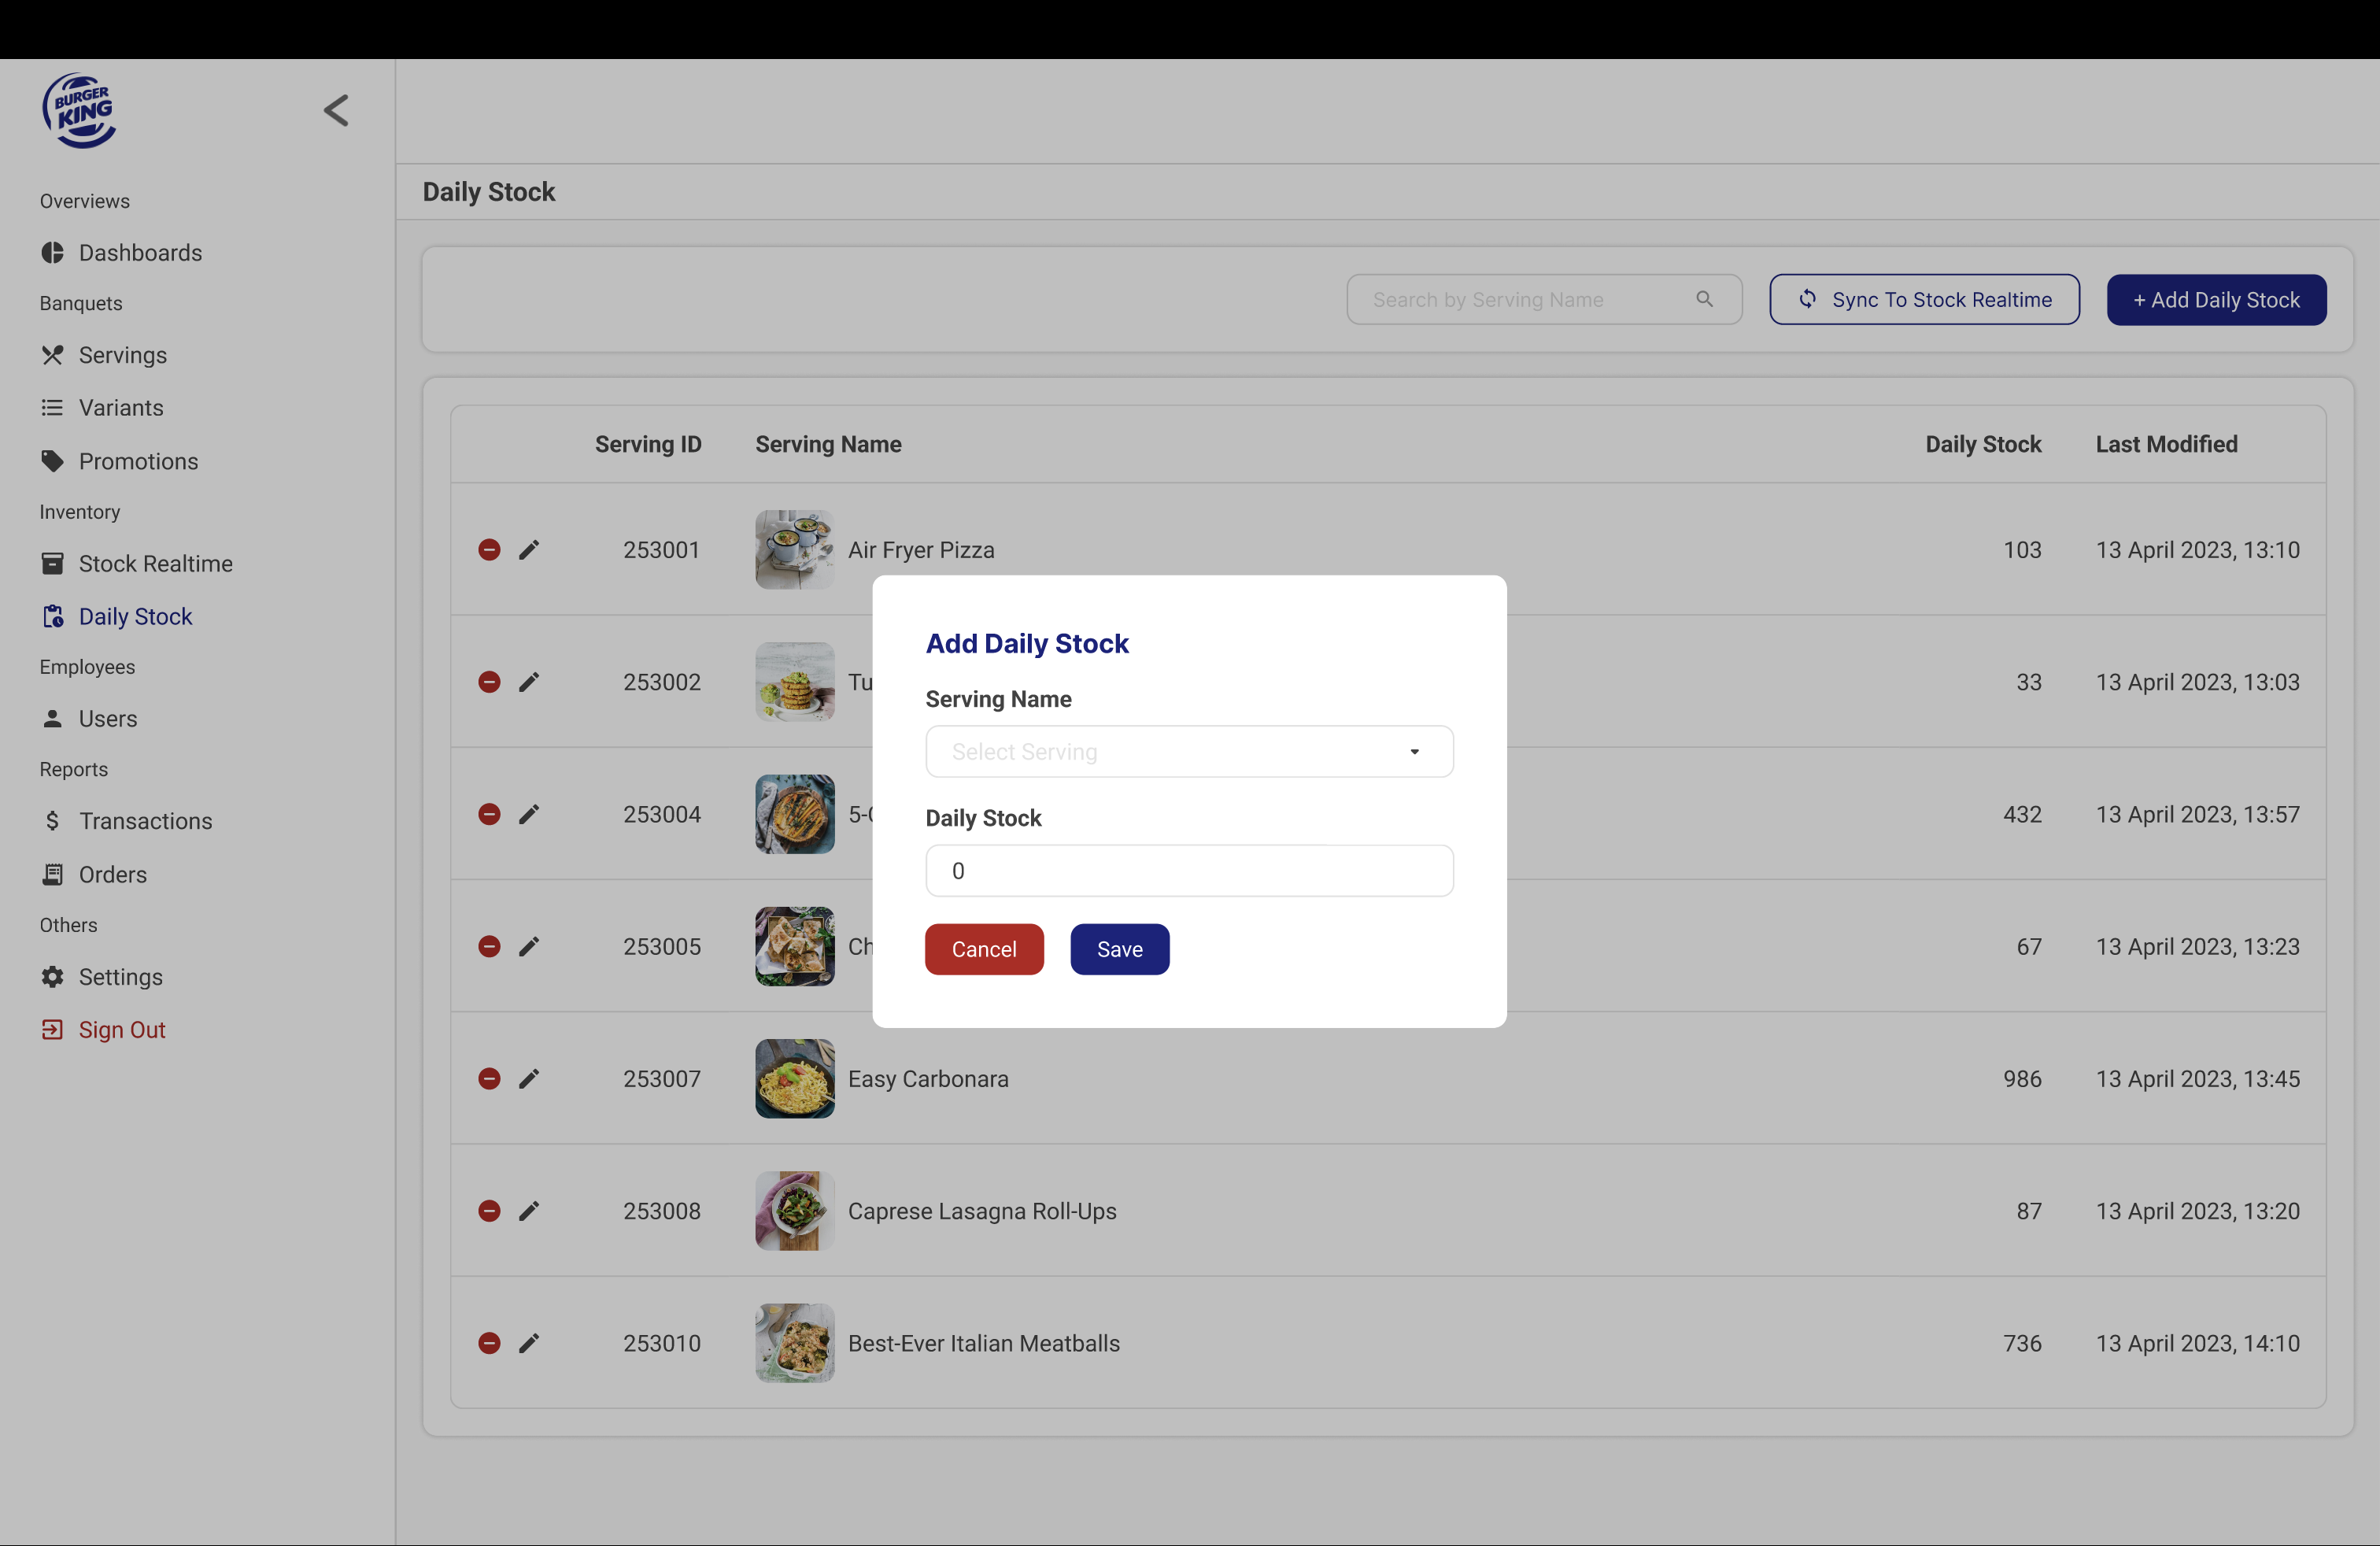 BURGER
KING
Overviews
Dashboards
Banquets
Servings
Variants
Promotions
Inventory
Stock Realtime
Daily Stock
Employees
Users
Reports
Transactions
Orders
Others
Settings
Sign Out
Daily Stock
Search by Serving Name
Sync To Stock Realtime
+ Add Daily Stock
Serving ID Serving Name Daily Stock Last Modified
253001 Air Fryer Pizza 103 13 April 2023, 13:10
253002 Tu 33 13 April 2023, 13:03
253004 5- 432 13 April 2023, 13:57
253005 Ch 67 13 April 2023, 13:23
253007 Easy Carbonara 986 13 April 2023, 13:45
253008 Caprese Lasagna Roll-Ups 87 13 April 2023, 13:20
253010 Best-Ever Italian Meatballs 736 13 April 2023, 14:10
Add Daily Stock
Serving Name
Select Serving
Daily Stock
0
Cancel
Save